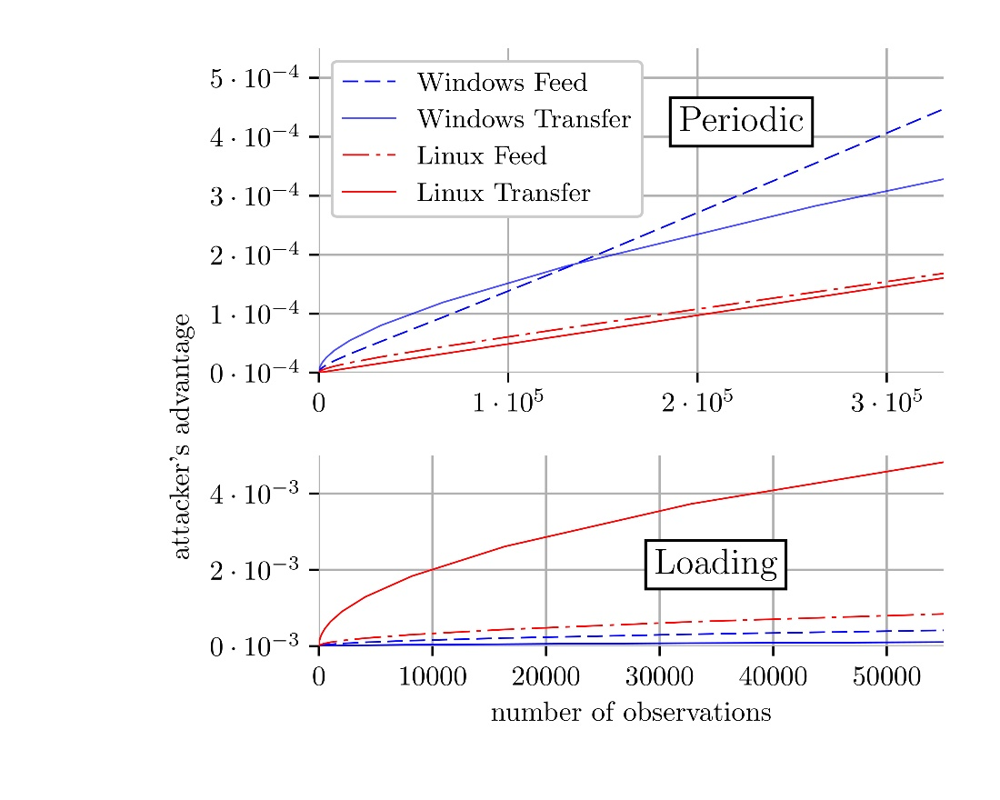 5 · 10⁻⁴
4 · 10⁻⁴
3 · 10⁻⁴
2 · 10⁻⁴
1 · 10⁻⁴
0 · 10⁻⁴
Windows Feed
Windows Transfer
Linux Feed
Linux Transfer
Periodic
0 1 · 10⁵ 2 · 10⁵ 3 · 10⁵
attacker's advantage
4 · 10⁻³
2 · 10⁻³
0 · 10⁻³
Loading
0 10000 20000 30000 40000 50000
number of observations